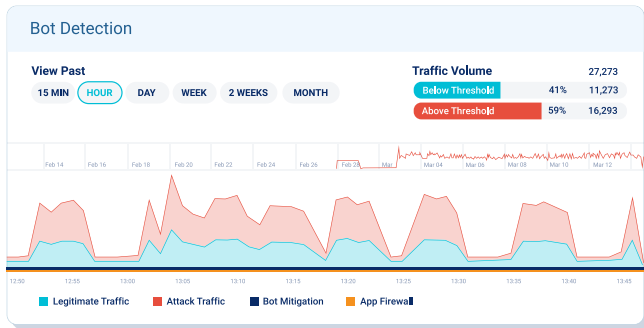 Bot Detection
View Past
15 MIN HOUR DAY WEEK 2 WEEKS MONTH
Traffic Volume 27,273
Below Threshold 41% 11,273
Above Threshold 59% 16,293
Feb 14 Feb 16 Feb 18 Feb 20 Feb 22 Feb 24 Feb 26 Feb 28 Mar Mar 04 Mar 06 Mar 08 Mar 10 Mar 12
12:50 12:55 13:00 13:05 13:10 13:15 13:20 13:25 13:30 13:35 13:40 13:45
Legitimate Traffic Attack Traffic Bot Mitigation App Firewall